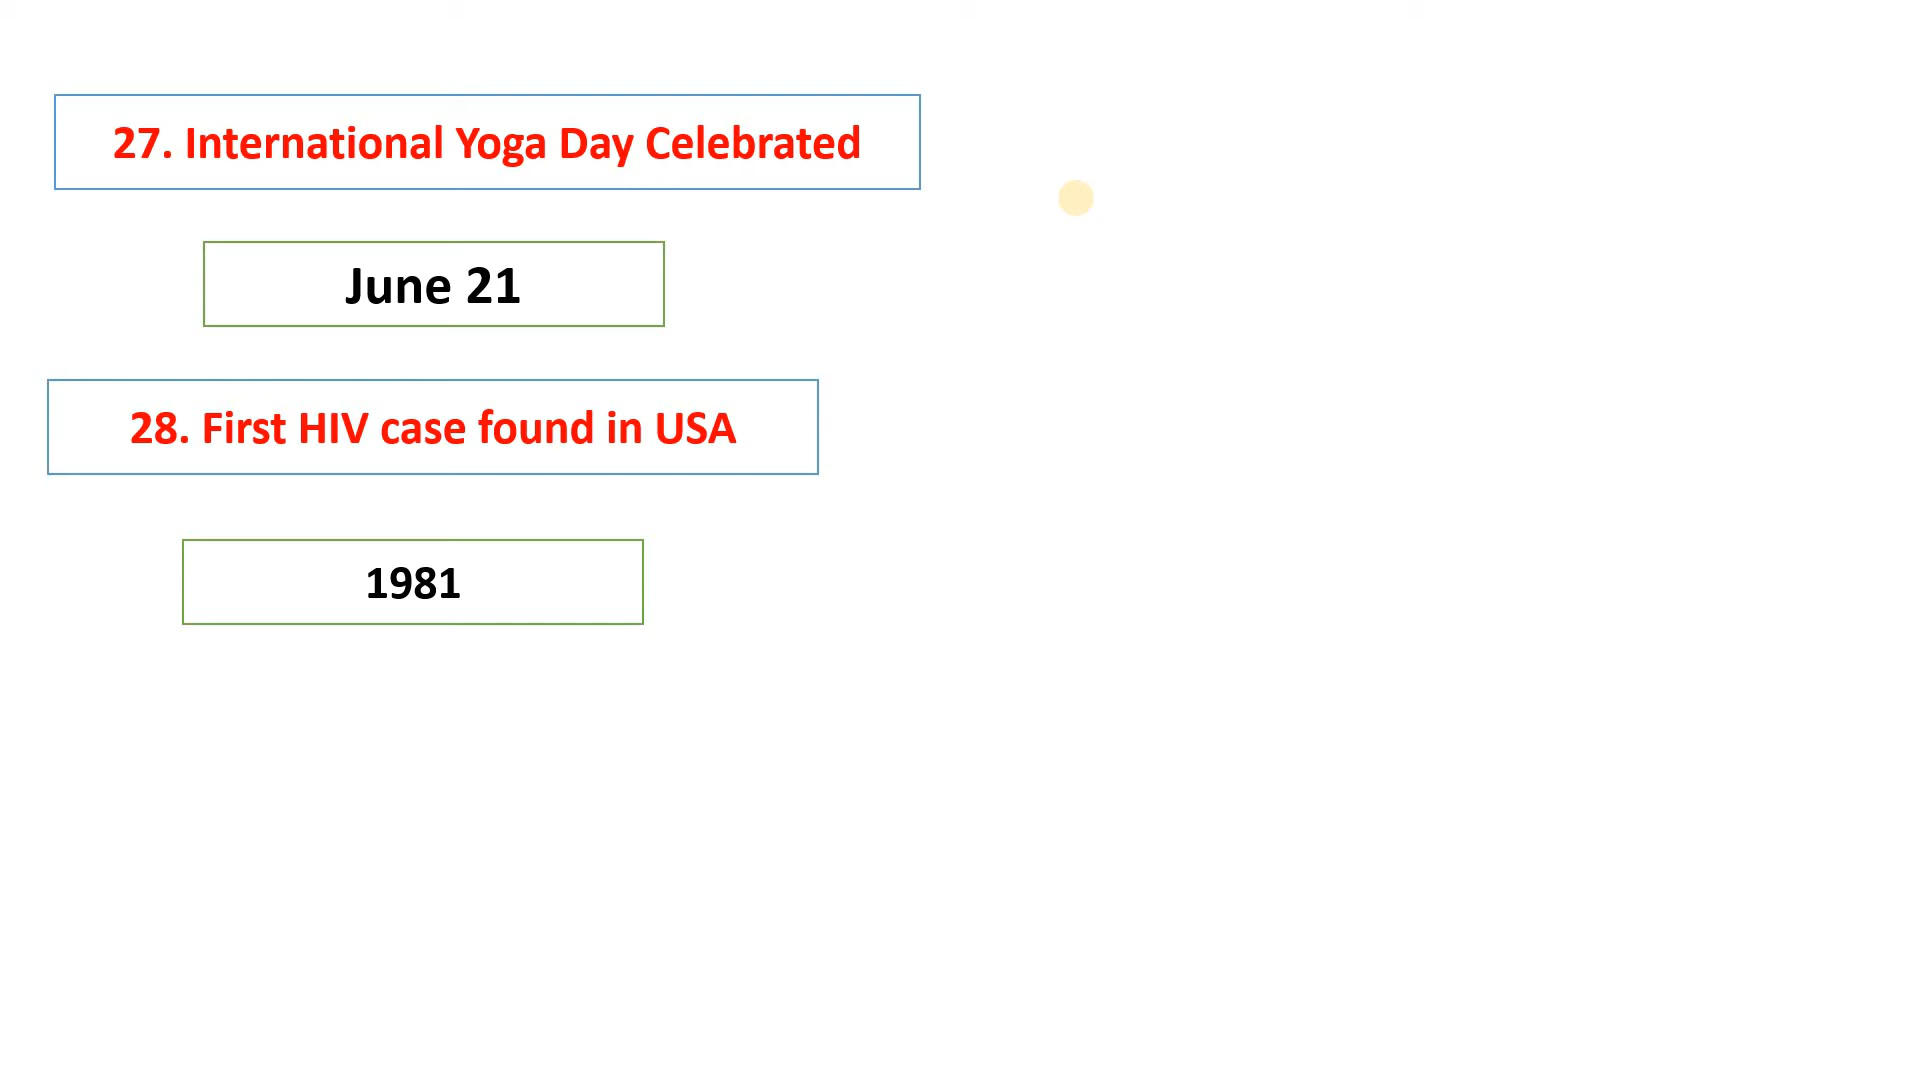 27. International Yoga Day Celebrated
June 21
28. First HIV case found in USA
1981